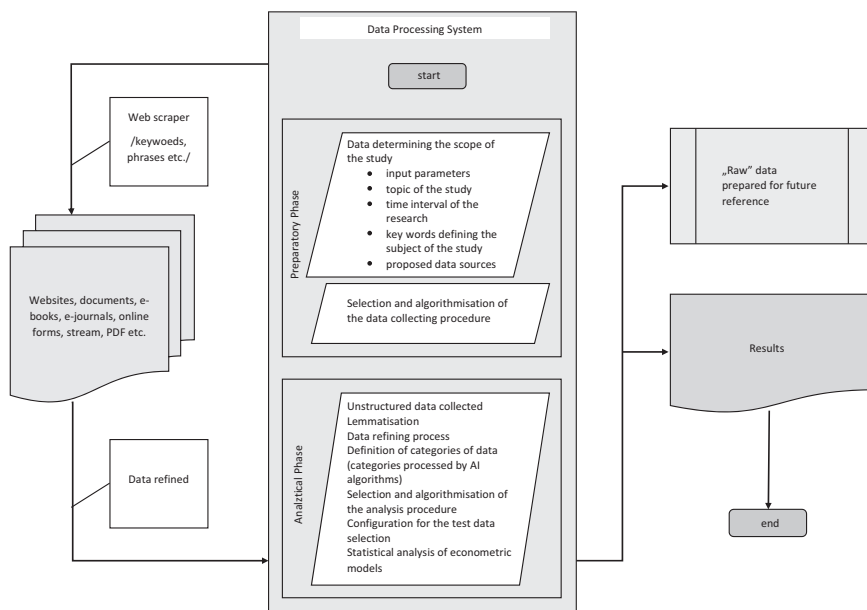 Data Processing System
start
Web scraper
/keywoeds,
phrases etc./
Websites, documents, e-
books, e-journals, online
forms, stream, PDF etc.
Data refined
Preparatory Phase
Data determining the scope of
the study
• input parameters
• topic of the study
• time interval of the
research
• key words defining the
subject of the study
• proposed data sources
Selection and algorithmisation of
the data collecting procedure
Analztical Phase
Unstructured data collected
Lemmatisation
Data refining process
Definition of categories of data
(categories processed by AI
algorithms)
Selection and algorithmisation of
the analysis procedure
Configuration for the test data
selection
Statistical analysis of econometric
models
„Raw” data
prepared for future
reference
Results
end